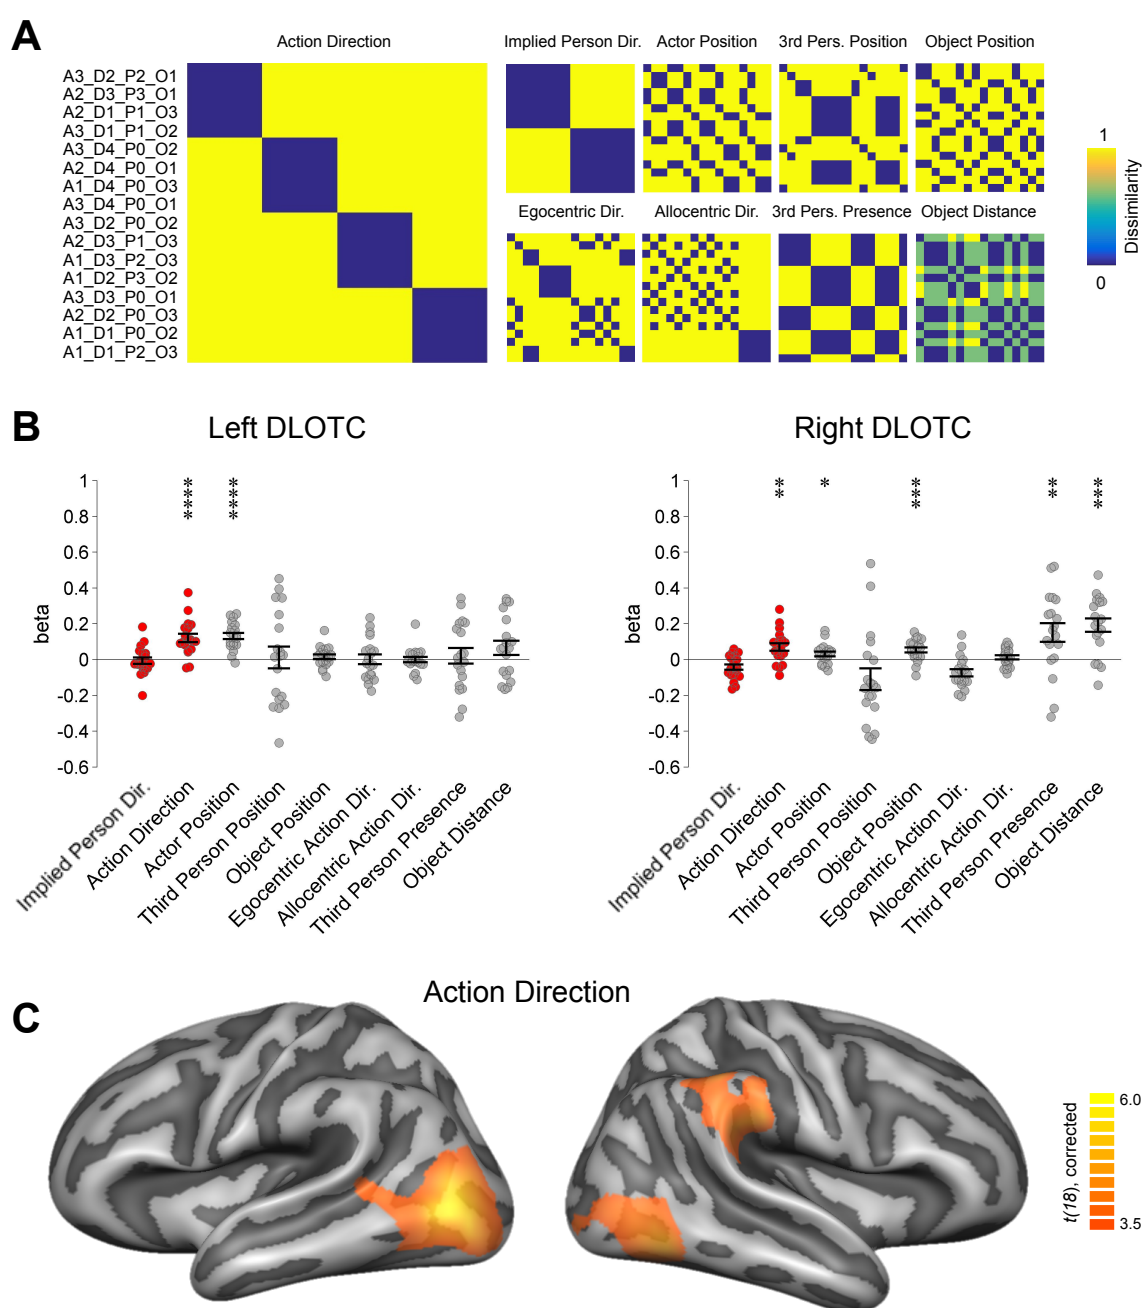 A
Action Direction
Implied Person Dir.
Actor Position
3rd Pers. Position
Object Position
A3_D2_P2_O1
A2_D3_P3_O1
A2_D1_P1_O3
A3_D1_P1_O2
A3_D4_P0_O2
A2_D4_P0_O1
A1_D4_P0_O3
A3_D4_P0_O1
A3_D2_P0_O2
A2_D3_P1_O3
A1_D3_P2_O3
A1_D2_P3_O2
A3_D3_P0_O1
A2_D2_P0_O3
A1_D1_P0_O2
A1_D1_P2_O3
Egocentric Dir.
Allocentric Dir.
3rd Pers. Presence
Object Distance
1
Dissimilarity
0
B
Left DLOTC
1
0.8
0.6
0.4
0.2
0
-0.2
-0.4
-0.6
beta
****
****
Implied Person Dir.
Action Direction
Actor Position
Third Person Position
Object Position
Egocentric Action Dir.
Allocentric Action Dir.
Third Person Presence
Object Distance
Right DLOTC
1
0.8
0.6
0.4
0.2
0
-0.2
-0.4
-0.6
beta
**
*
***
**
***
Implied Person Dir.
Action Direction
Actor Position
Third Person Position
Object Position
Egocentric Action Dir.
Allocentric Action Dir.
Third Person Presence
Object Distance
C
Action Direction
6.0
t(18), corrected
3.5